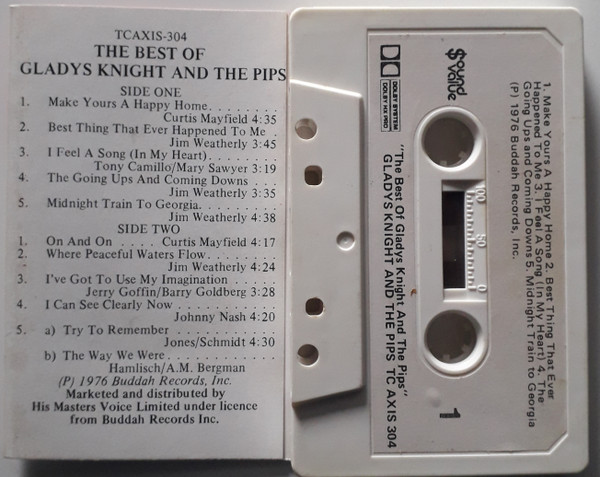 TCAXIS-304
THE BEST OF
GLADYS KNIGHT AND THE PIPS
SIDE ONE
1. Make Yours A Happy Home . . . . . . .
Curtis Mayfield 4:35
2. Best Thing That Ever Happened To Me .
Jim Weatherly 3:45
3. I Feel A Song (In My Heart) . . . . . . .
Tony Camillo/Mary Sawyer 3:19
4. The Going Ups And Coming Downs . . .
Jim Weatherly 3:35
5. Midnight Train To Georgia. . . . . . . .
Jim Weatherly 4:38
SIDE TWO
1. On And On . . . . Curtis Mayfield 4:17
2. Where Peaceful Waters Flow. . . . . . .
Jim Weatherly 4:24
3. I've Got To Use My Imagination . . . . .
Jerry Goffin/Barry Goldberg 3:28
4. I Can See Clearly Now . . . . . . . . . .
Johnny Nash 4:20
5. a) Try To Remember . . . . . . . . . .
Jones/Schmidt 4:30
b) The Way We Were . . . . . . . . . . .
Hamlisch/A.M. Bergman
(P) 1976 Buddah Records, Inc.
Marketed and distributed by
His Masters Voice Limited under licence
from Buddah Records Inc.
DOLBY SYSTEM
DOLBY HX PRO
$ound
Value
1. Make Yours A Happy Home 2. Best Thing That Ever
Happened To Me 3. I Feel A Song (In My Heart) 4. The
Going Ups and Coming Downs 5. Midnight Train to Georgia
(P) 1976 Buddah Records, Inc.
100 50 0
"The Best Of Gladys Knight And The Pips"
GLADYS KNIGHT AND THE PIPS TC AXIS 304
1